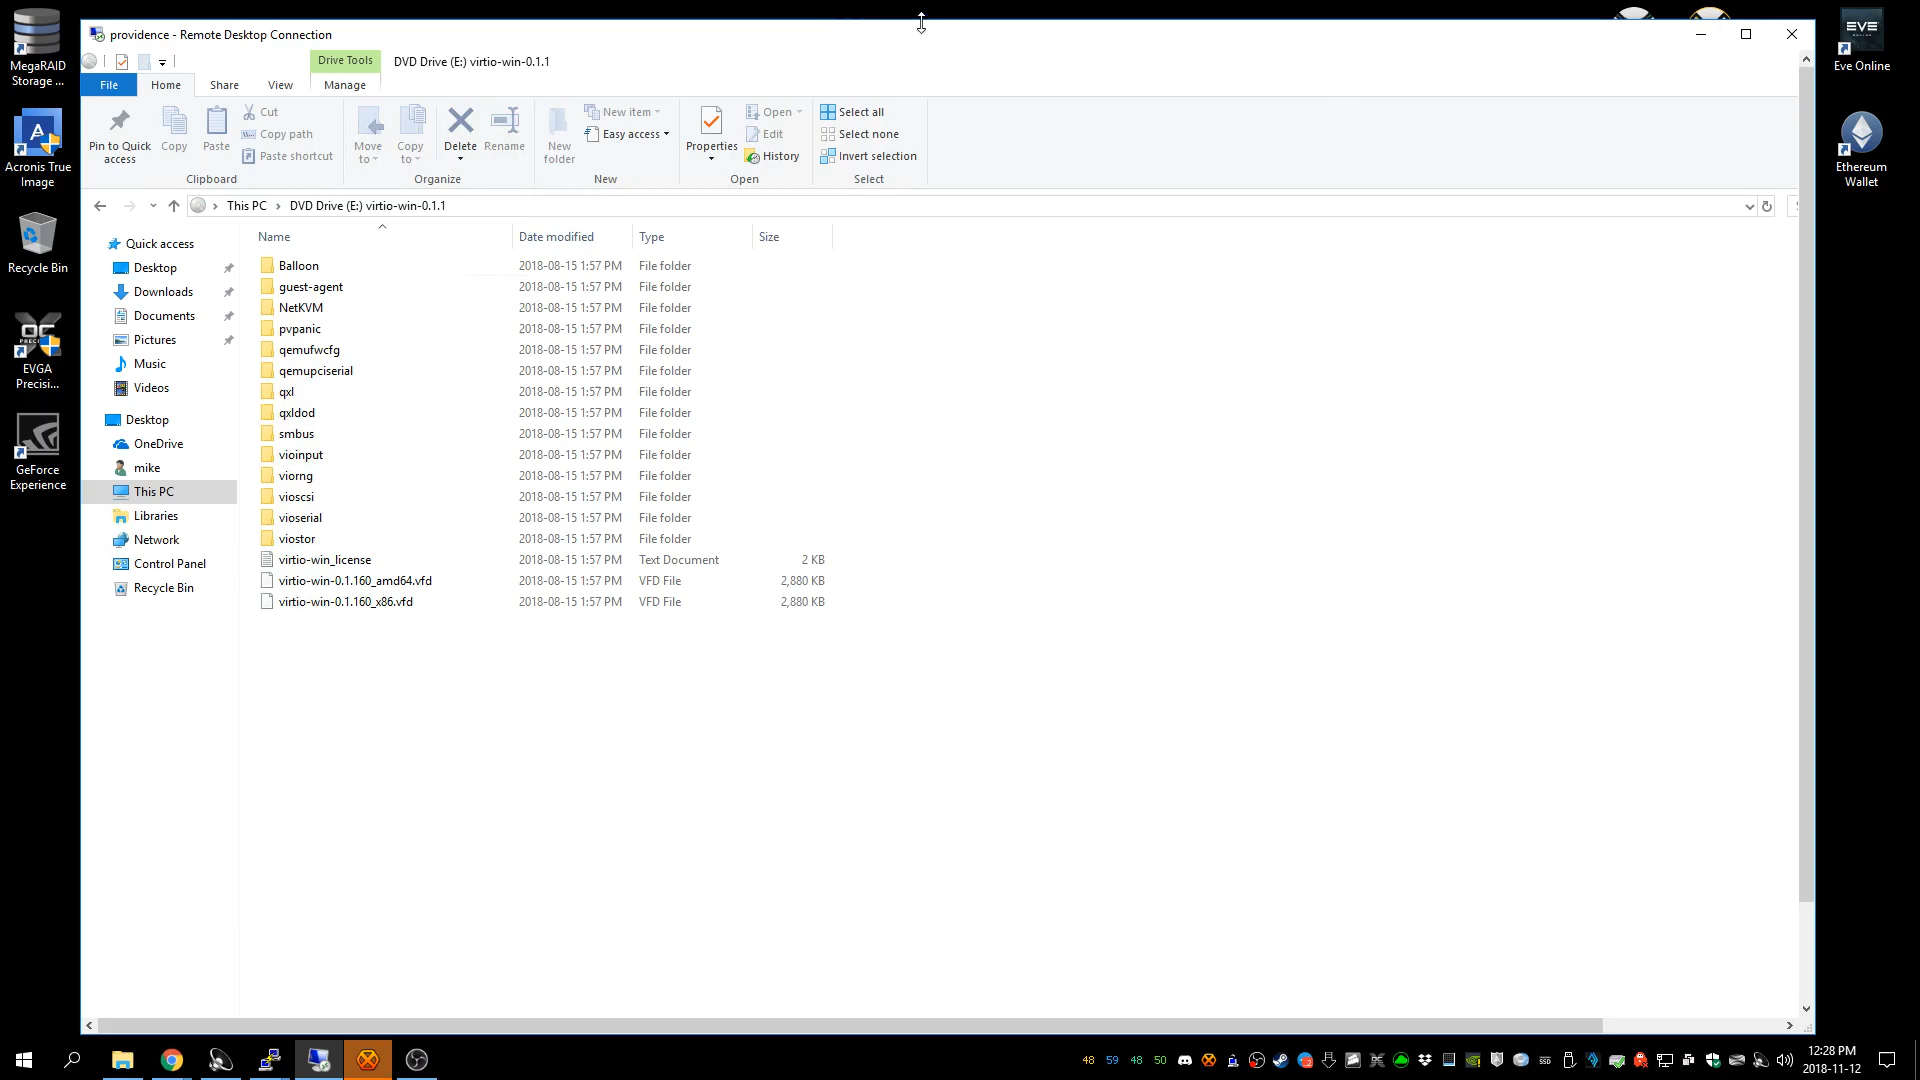 MegaRAID
Storage ...
Acronis True
Image
Recycle Bin
EVGA
Precisi...
GeForce
Experience
providence - Remote Desktop Connection
Drive Tools
DVD Drive (E:) virtio-win-0.1.1
File
Home
Share
View
Manage
Pin to Quick
access
Copy
Paste
Cut
Copy path
Paste shortcut
Clipboard
Move
to
Copy
to
Delete
Rename
Organize
New
folder
New item
Easy access
New
Properties
Open
Edit
History
Open
Select all
Select none
Invert selection
Select
This PC
DVD Drive (E:) virtio-win-0.1.1
Quick access
Desktop
Downloads
Documents
Pictures
Music
Videos
Desktop
OneDrive
mike
This PC
Libraries
Network
Control Panel
Recycle Bin
Name Date modified Type Size
Balloon 2018-08-15 1:57 PM File folder
guest-agent 2018-08-15 1:57 PM File folder
NetKVM 2018-08-15 1:57 PM File folder
pvpanic 2018-08-15 1:57 PM File folder
qemufwcfg 2018-08-15 1:57 PM File folder
qemupciserial 2018-08-15 1:57 PM File folder
qxl 2018-08-15 1:57 PM File folder
qxldod 2018-08-15 1:57 PM File folder
smbus 2018-08-15 1:57 PM File folder
vioinput 2018-08-15 1:57 PM File folder
viorng 2018-08-15 1:57 PM File folder
vioscsi 2018-08-15 1:57 PM File folder
vioserial 2018-08-15 1:57 PM File folder
viostor 2018-08-15 1:57 PM File folder
virtio-win_license 2018-08-15 1:57 PM Text Document 2 KB
virtio-win-0.1.160_amd64.vfd 2018-08-15 1:57 PM VFD File 2,880 KB
virtio-win-0.1.160_x86.vfd 2018-08-15 1:57 PM VFD File 2,880 KB
EVE
Eve Online
Ethereum
Wallet
48 59 48 50
12:28 PM
2018-11-12